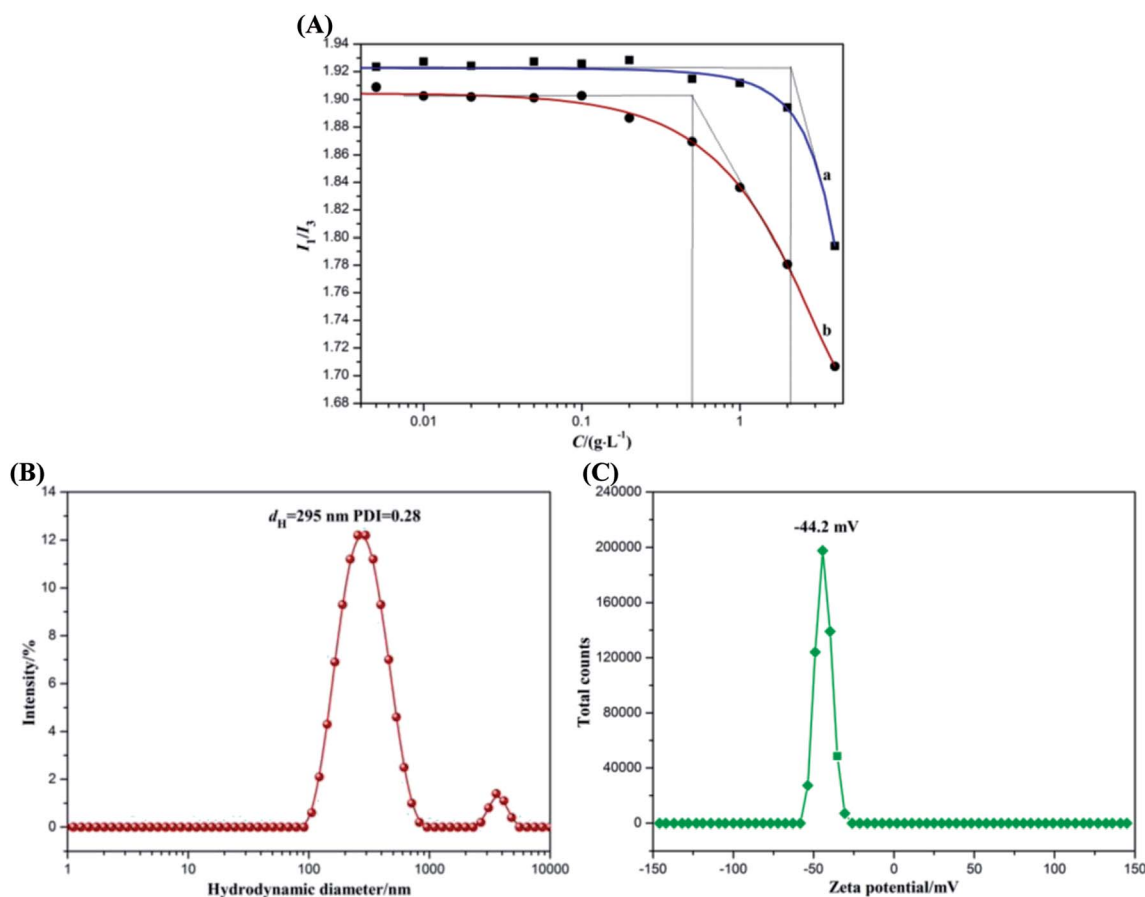 (A)
1.94
1.92
1.90
1.88
1.86
1.84
1.82
1.80
1.78
1.76
1.74
1.72
1.70
1.68
I₁/I₃
a
b
0.01 0.1 1
C/(g·L⁻¹)
(B)
14
12
10
8
6
4
2
0
Intensity/%
d_H=295 nm PDI=0.28
1 10 100 1000 10000
Hydrodynamic diameter/nm
(C)
240000
200000
160000
120000
80000
40000
0
Total counts
-44.2 mV
-150 -100 -50 0 50 100 150
Zeta potential/mV